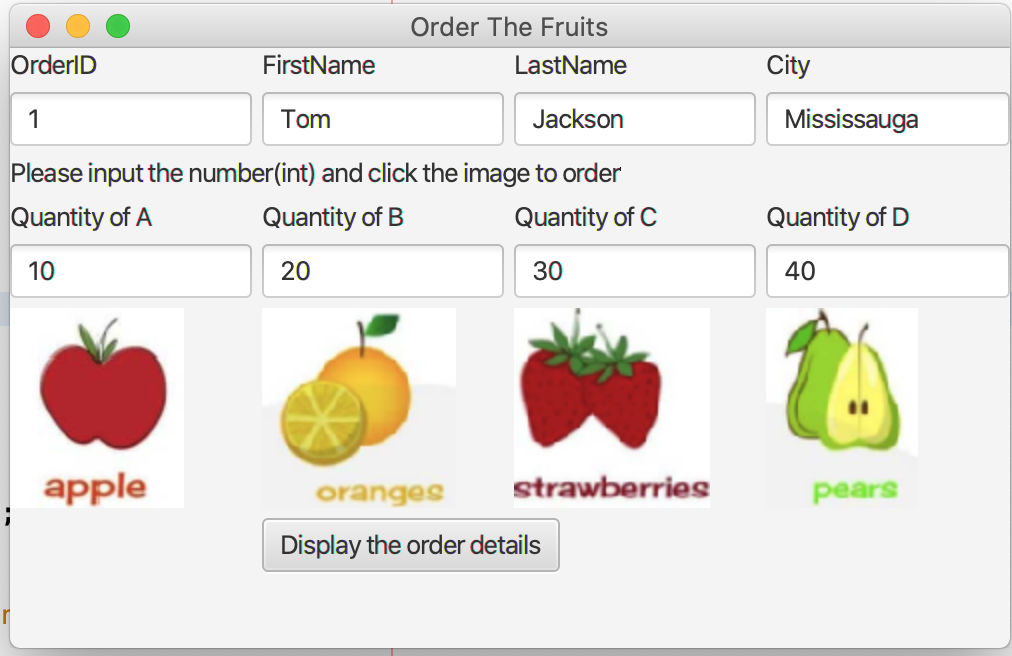 Order The Fruits
OrderID FirstName LastName City
1 Tom Jackson Mississauga
Please input the number(int) and click the image to order
Quantity of A Quantity of B Quantity of C Quantity of D
10 20 30 40
apple oranges strawberries pears
;
Display the order details
r